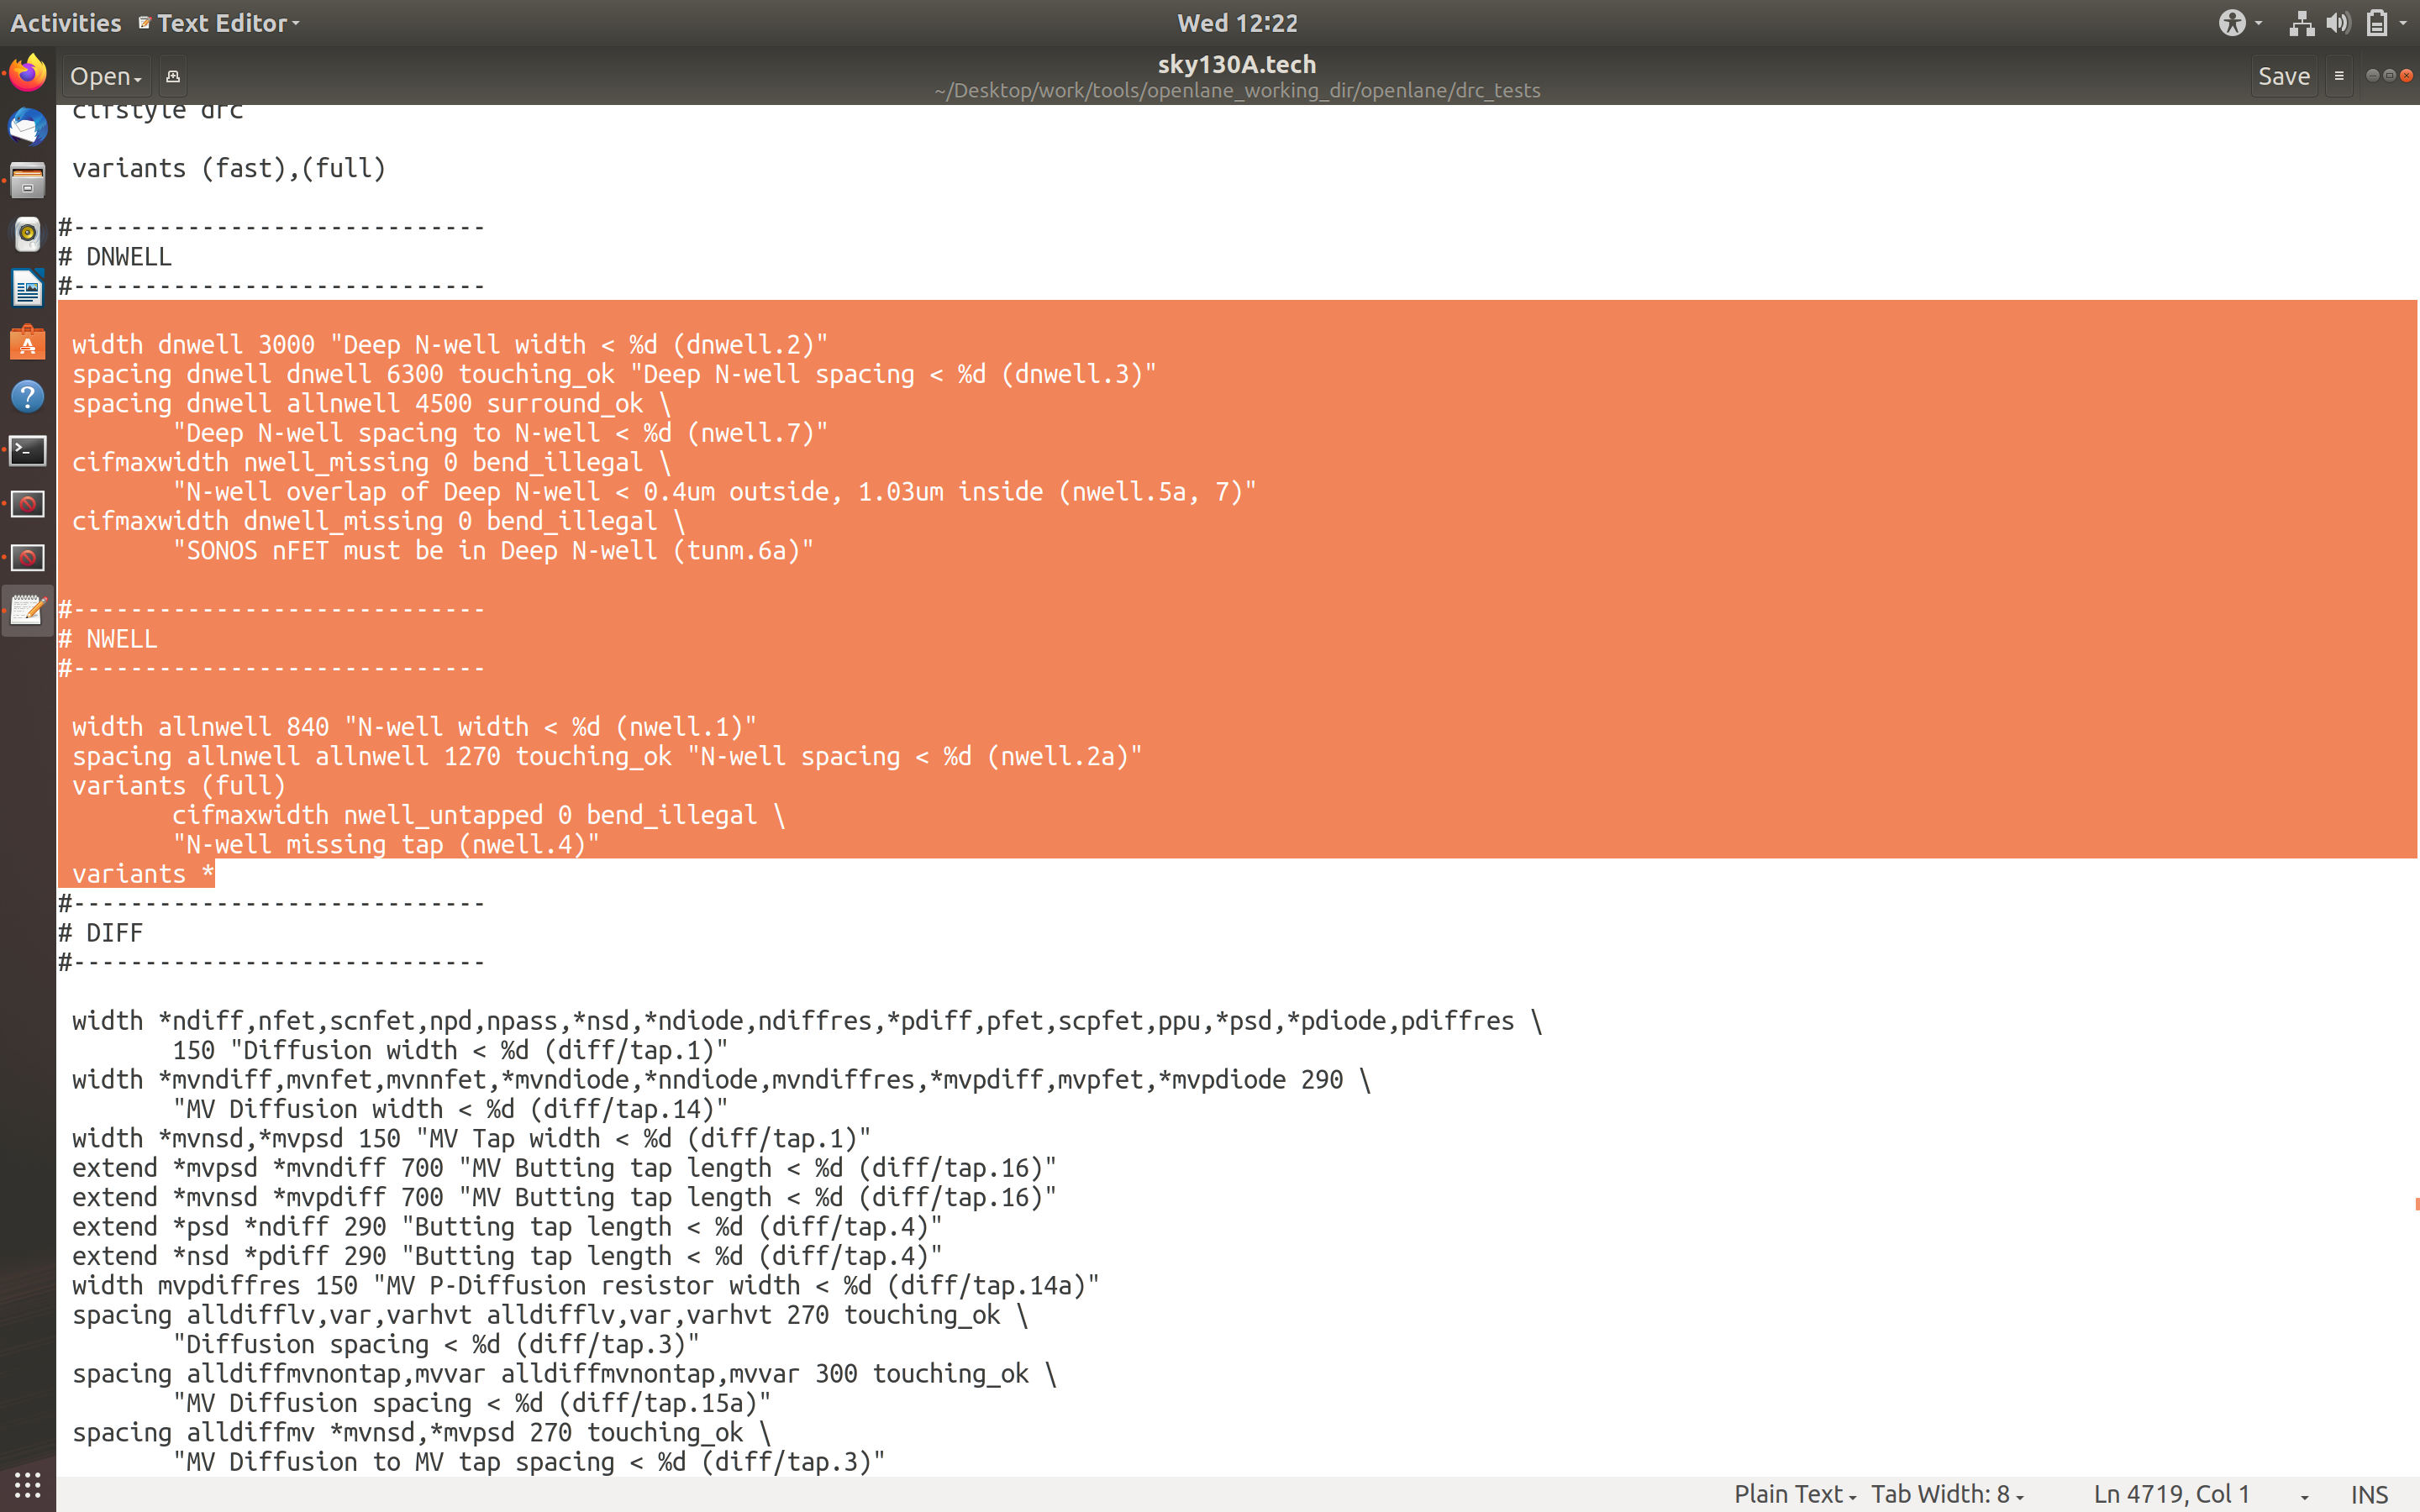 Activities Text Editor Wed 12:22
Open sky130A.tech Save
~/Desktop/work/tools/openlane_working_dir/openlane/drc_tests
cifstyle drc
variants (fast),(full)
#-----------------------------
# DNWELL
#-----------------------------
width dnwell 3000 "Deep N-well width < %d (dnwell.2)"
spacing dnwell dnwell 6300 touching_ok "Deep N-well spacing < %d (dnwell.3)"
spacing dnwell allnwell 4500 surround_ok \
"Deep N-well spacing to N-well < %d (nwell.7)"
cifmaxwidth nwell_missing 0 bend_illegal \
"N-well overlap of Deep N-well < 0.4um outside, 1.03um inside (nwell.5a, 7)"
cifmaxwidth dnwell_missing 0 bend_illegal \
"SONOS nFET must be in Deep N-well (tunm.6a)"
#-----------------------------
# NWELL
#-----------------------------
width allnwell 840 "N-well width < %d (nwell.1)"
spacing allnwell allnwell 1270 touching_ok "N-well spacing < %d (nwell.2a)"
variants (full)
cifmaxwidth nwell_untapped 0 bend_illegal \
"N-well missing tap (nwell.4)"
variants *
#-----------------------------
# DIFF
#-----------------------------
width *ndiff,nfet,scnfet,npd,npass,*nsd,*ndiode,ndiffres,*pdiff,pfet,scpfet,ppu,*psd,*pdiode,pdiffres \
150 "Diffusion width < %d (diff/tap.1)"
width *mvndiff,mvnfet,mvnnfet,*mvndiode,*nndiode,mvndiffres,*mvpdiff,mvpfet,*mvpdiode 290 \
"MV Diffusion width < %d (diff/tap.14)"
width *mvnsd,*mvpsd 150 "MV Tap width < %d (diff/tap.1)"
extend *mvpsd *mvndiff 700 "MV Butting tap length < %d (diff/tap.16)"
extend *mvnsd *mvpdiff 700 "MV Butting tap length < %d (diff/tap.16)"
extend *psd *ndiff 290 "Butting tap length < %d (diff/tap.4)"
extend *nsd *pdiff 290 "Butting tap length < %d (diff/tap.4)"
width mvpdiffres 150 "MV P-Diffusion resistor width < %d (diff/tap.14a)"
spacing alldifflv,var,varhvt alldifflv,var,varhvt 270 touching_ok \
"Diffusion spacing < %d (diff/tap.3)"
spacing alldiffmvnontap,mvvar alldiffmvnontap,mvvar 300 touching_ok \
"MV Diffusion spacing < %d (diff/tap.15a)"
spacing alldiffmv *mvnsd,*mvpsd 270 touching_ok \
"MV Diffusion to MV tap spacing < %d (diff/tap.3)"
Plain Text Tab Width: 8 Ln 4719, Col 1 INS